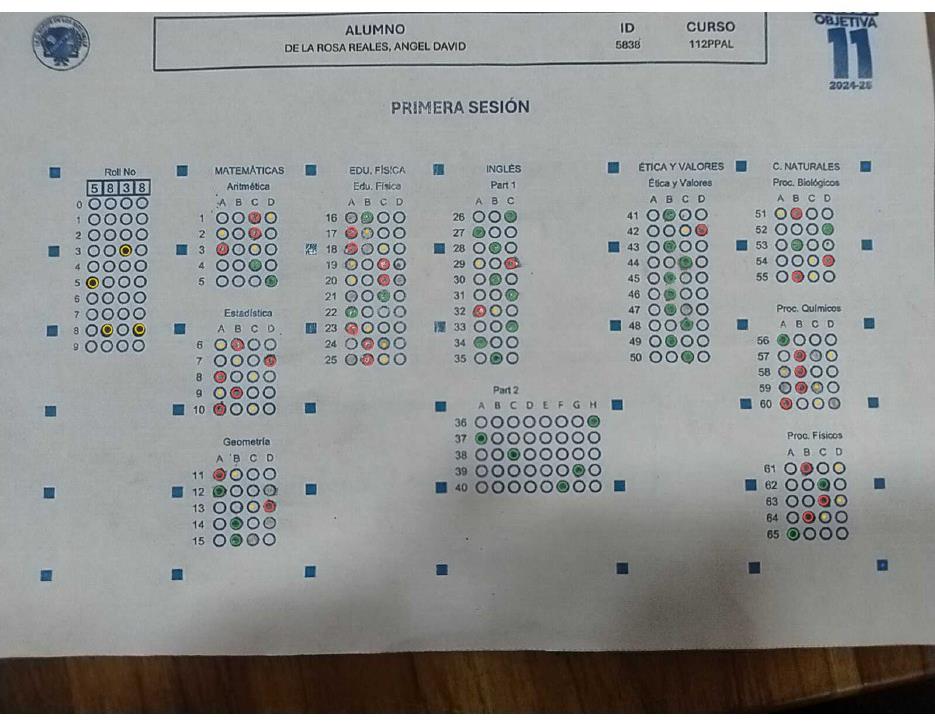 ALUMNO
DE LA ROSA REALES, ANGEL DAVID
ID
5838
CURSO
112PPAL
OBJETIVA
11
2024-25
PRIMERA SESIÓN
Roll No
5 8 3 8
0
1
2
3
4
5
6
7
8
9
MATEMÁTICAS
Aritmética
A B C D
1
2
3
4
5
Estadística
A B C D
6
7
8
9
10
Geometría
A B C D
11
12
13
14
15
EDU. FÍSICA
Edu. Física
A B C D
16
17
18
19
20
21
22
23
24
25
INGLÉS
Part 1
A B C
26
27
28
29
30
31
32
33
34
35
Part 2
A B C D E F G H
36
37
38
39
40
ÉTICA Y VALORES
Ética y Valores
A B C D
41
42
43
44
45
46
47
48
49
50
C. NATURALES
Proc. Biológicos
A B C D
51
52
53
54
55
Proc. Químicos
A B C D
56
57
58
59
60
Proc. Físicos
A B C D
61
62
63
64
65